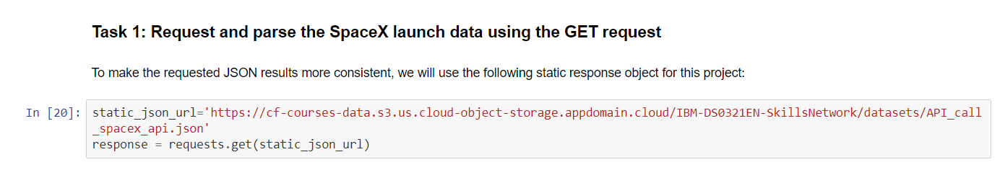 Task 1: Request and parse the SpaceX launch data using the GET request
To make the requested JSON results more consistent, we will use the following static response object for this project:
In [20]: static_json_url='https://cf-courses-data.s3.us.cloud-object-storage.appdomain.cloud/IBM-DS0321EN-SkillsNetwork/datasets/API_call
_spacex_api.json'
response = requests.get(static_json_url)